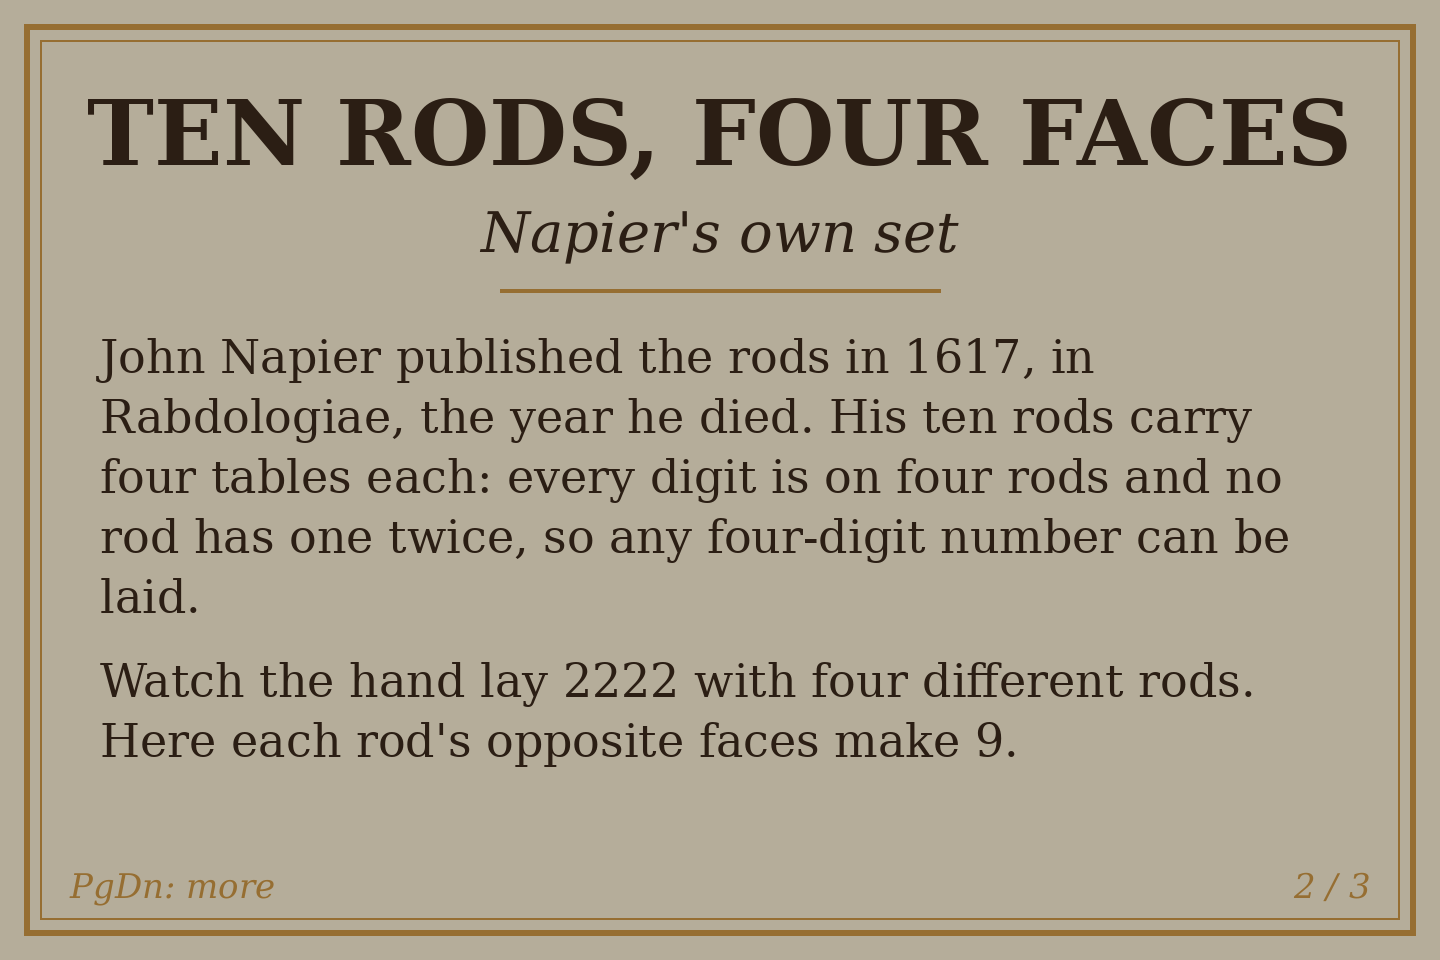 TEN RODS, FOUR FACES
Napier's own set
John Napier published the rods in 1617, in
Rabdologiae, the year he died. His ten rods carry
four tables each: every digit is on four rods and no
rod has one twice, so any four-digit number can be
laid.
Watch the hand lay 2222 with four different rods.
Here each rod's opposite faces make 9.
PgDn: more
2 / 3